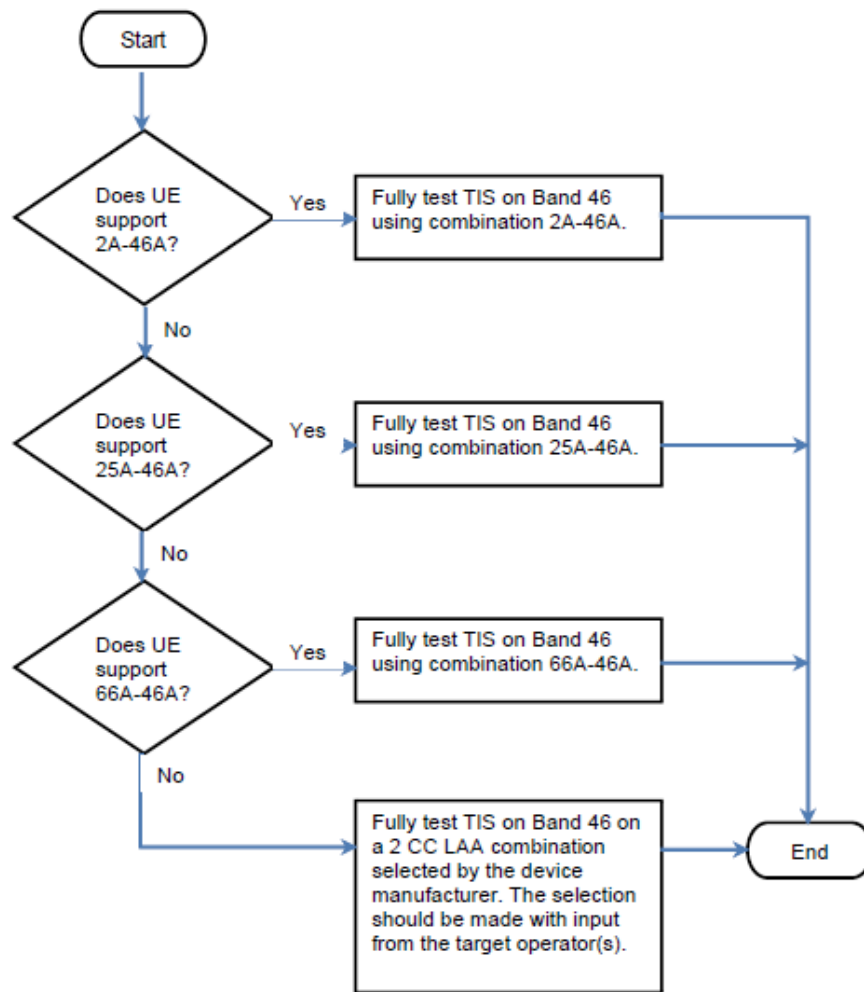 Start
Does UE
support
2A-46A?
Yes
Fully test TIS on Band 46
using combination 2A-46A.
No
Does UE
support
25A-46A?
Yes
Fully test TIS on Band 46
using combination 25A-46A.
No
Does UE
support
66A-46A?
Yes
Fully test TIS on Band 46
using combination 66A-46A.
No
Fully test TIS on Band 46 on
a 2 CC LAA combination
selected by the device
manufacturer. The selection
should be made with input
from the target operator(s).
End